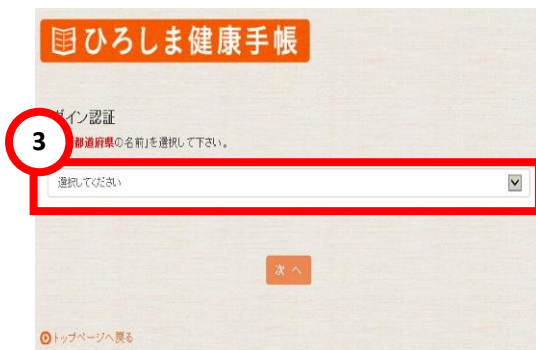 ひろしま健康手帳
グイン認証
3
都道府県の名前」を選択して下さい。
選択してください
次 へ
トップページへ戻る